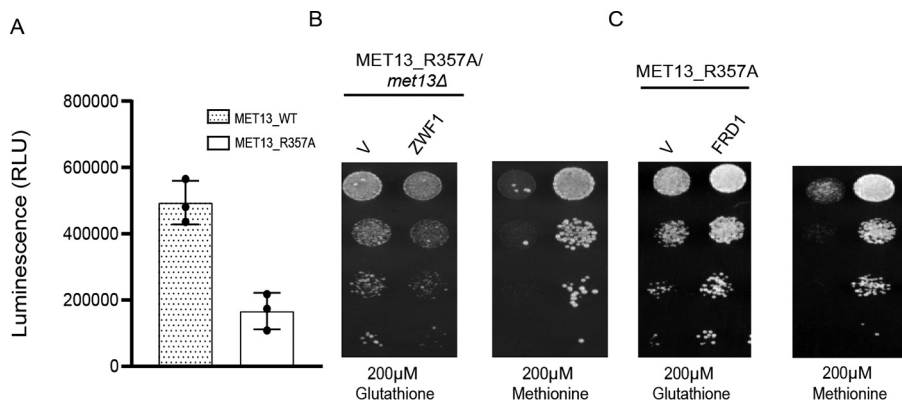 A
B
C
MET13_R357A/
met13Δ
MET13_R357A
V
ZWF1
V
FRD1
Luminescence (RLU)
800000
600000
400000
200000
0
MET13_WT
MET13_R357A
200µM
Glutathione
200µM
Methionine
200µM
Glutathione
200µM
Methionine